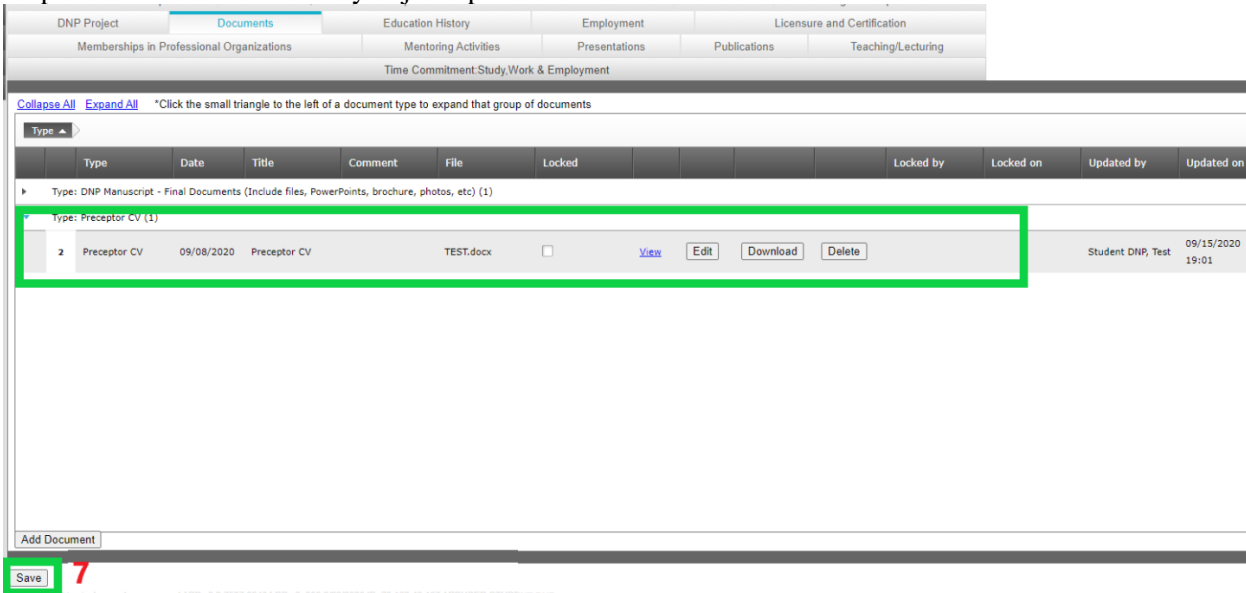 DNP Project Documents Education History Employment Licensure and Certification
Memberships in Professional Organizations Mentoring Activities Presentations Publications Teaching/Lecturing
Time Commitment:Study,Work & Employment
Collapse All Expand All *Click the small triangle to the left of a document type to expand that group of documents
Type
Type Date Title Comment File Locked Locked by Locked on Updated by Updated on
Type: DNP Manuscript - Final Documents (Include files, PowerPoints, brochure, photos, etc) (1)
Type: Preceptor CV (1)
2 Preceptor CV 09/08/2020 Preceptor CV TEST.docx View Edit Download Delete Student DNP, Test 09/15/2020
19:01
Add Document
Save 7